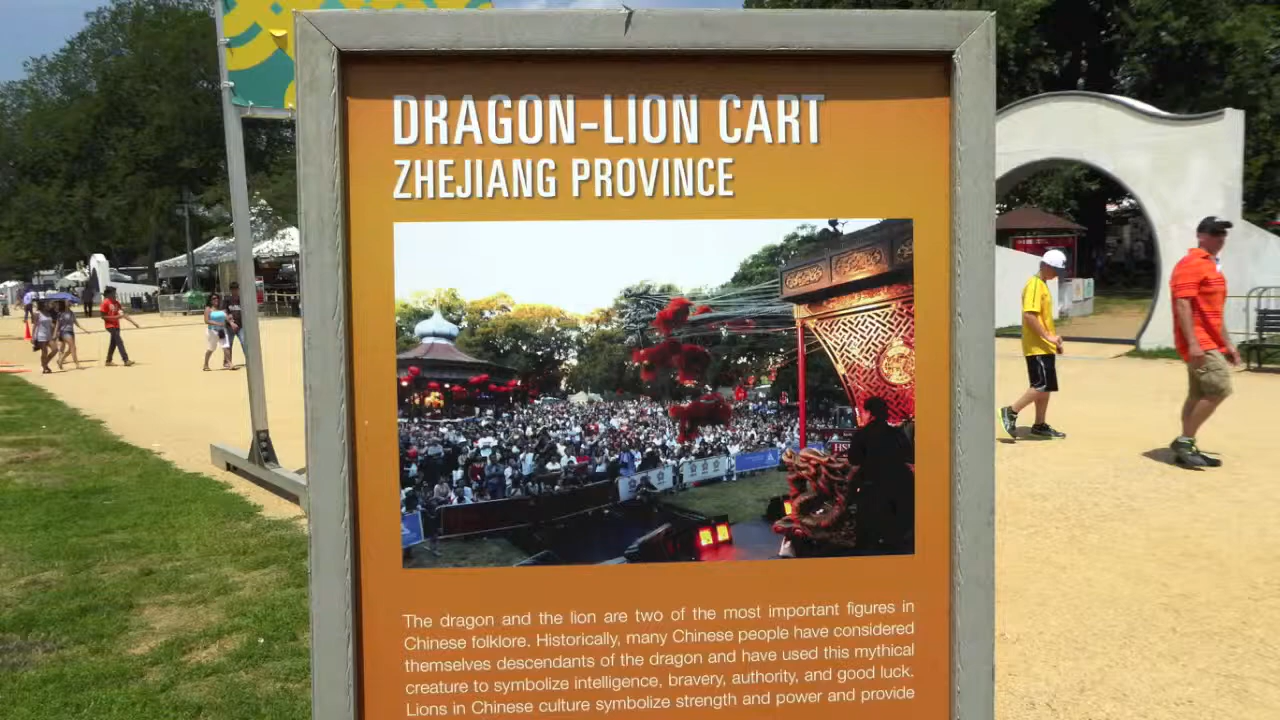 DRAGON-LION CART
ZHEJIANG PROVINCE
The dragon and the lion are two of the most important figures in
Chinese folklore. Historically, many Chinese people have considered
themselves descendants of the dragon and have used this mythical
creature to symbolize intelligence, bravery, authority, and good luck.
Lions in Chinese culture symbolize strength and power and provide